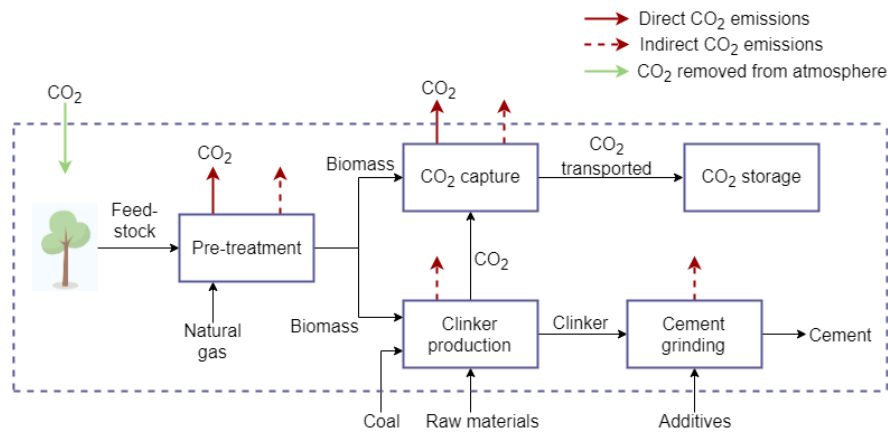 Direct CO2 emissions
Indirect CO2 emissions
CO2 removed from atmosphere
CO2
CO2
CO2
Biomass
CO2
transported
CO2 capture
CO2 storage
Feed-
stock
Pre-treatment
CO2
Natural
gas
Biomass
Clinker
production
Clinker
Cement
grinding
Cement
Coal
Raw materials
Additives